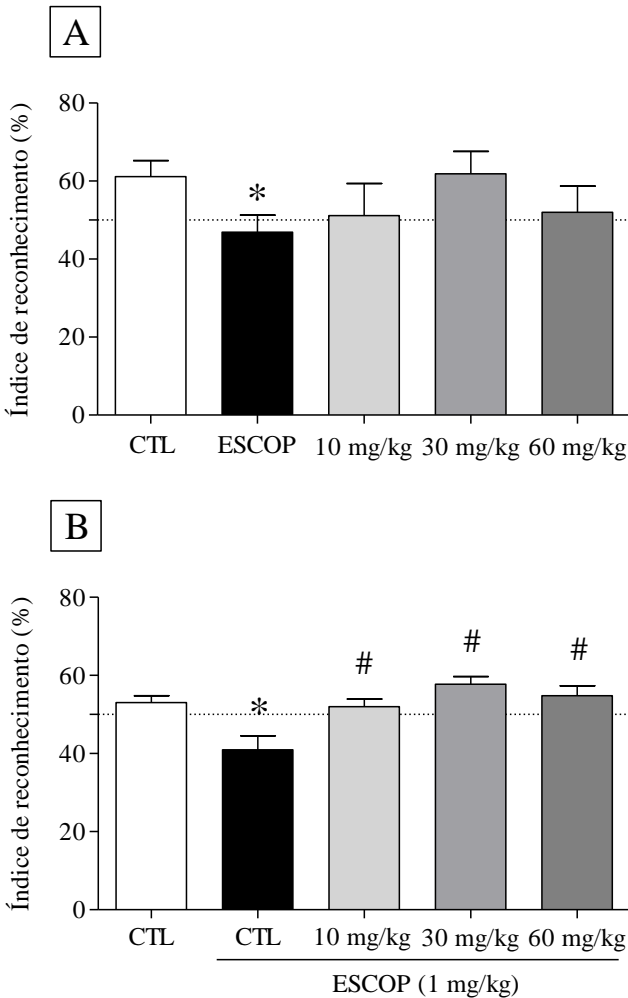 A
Índice de reconhecimento (%)
80
60
40
20
0
*
CTL ESCOP 10 mg/kg 30 mg/kg 60 mg/kg
B
Índice de reconhecimento (%)
80
60
40
20
0
* # # #
CTL CTL 10 mg/kg 30 mg/kg 60 mg/kg
ESCOP (1 mg/kg)